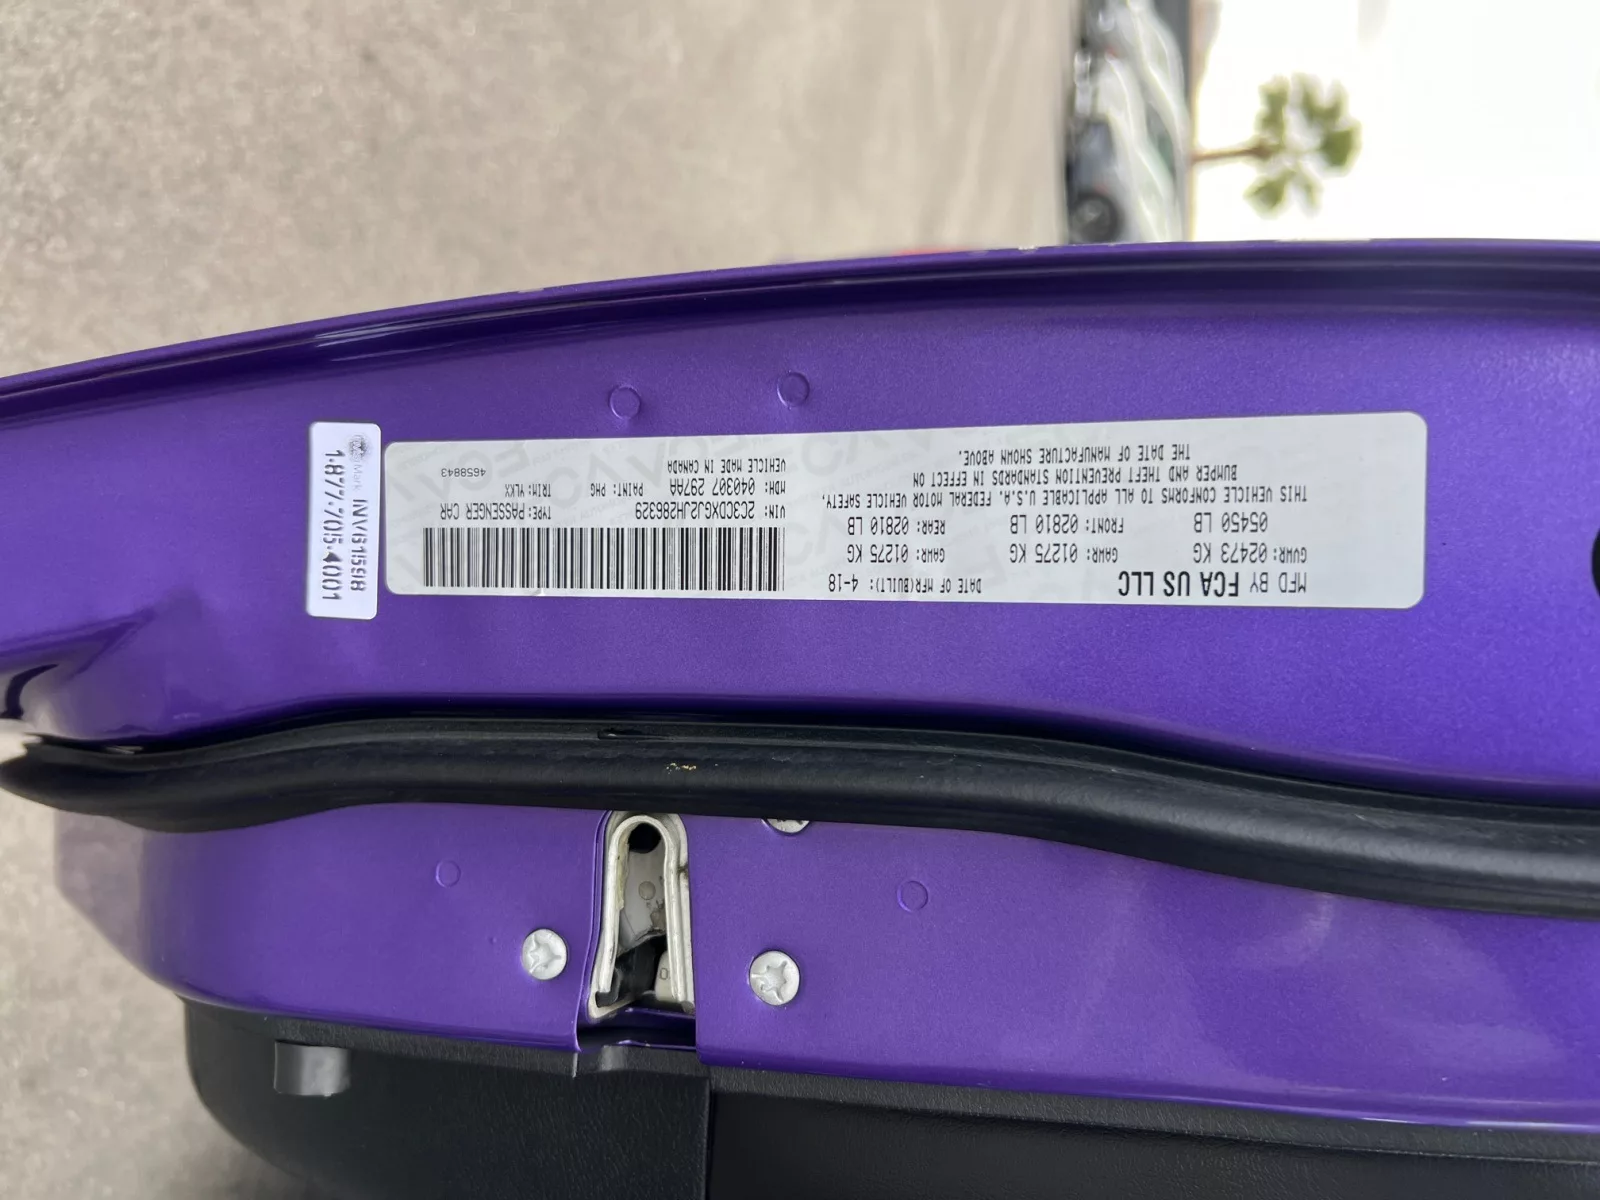 MFD BY FCA US LLC
DATE OF MFR(BUILT): 4-18
GVWR: 02473 KG
GAWR: 01275 KG
GAWR: 01275 KG
05450 LB
FRONT: 02810 LB
REAR: 02810 LB
THIS VEHICLE CONFORMS TO ALL APPLICABLE U.S.A. FEDERAL MOTOR VEHICLE SAFETY,
BUMPER AND THEFT PREVENTION STANDARDS IN EFFECT ON
THE DATE OF MANUFACTURE SHOWN ABOVE.
VIN: 2C3CDXGJ2JH286329
TYPE: PASSENGER CAR
MDH: 040307 297AA
PAINT: PHG
TRIM: VLKX
VEHICLE MADE IN CANADA
4658843
iMark
INV61598
1.877.705.4001